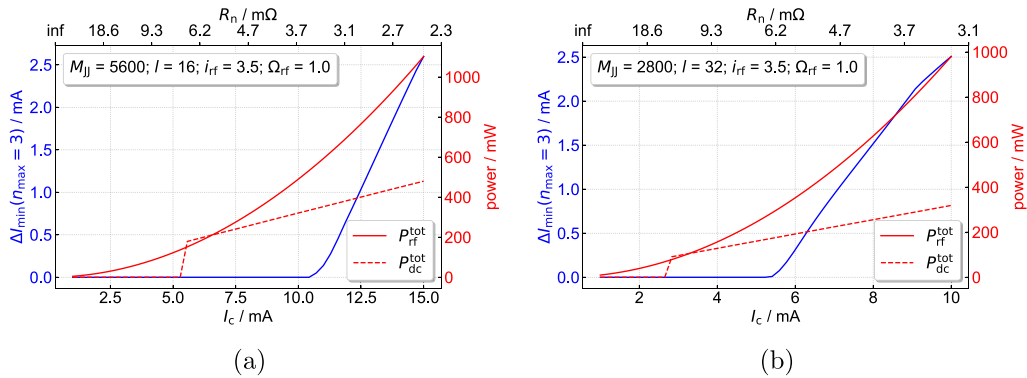 R_n / mΩ
inf 18.6 9.3 6.2 4.7 3.7 3.1 2.7 2.3
M_JJ = 5600; l = 16; i_rf = 3.5; Ω_rf = 1.0
ΔI_min(n_max = 3) / mA
2.5
2.0
1.5
1.0
0.5
0.0
1000
800
600
400
200
0
power / mW
P_rf^tot
P_dc^tot
2.5 5.0 7.5 10.0 12.5 15.0
I_c / mA
(a)
R_n / mΩ
inf 18.6 9.3 6.2 4.7 3.7 3.1
M_JJ = 2800; l = 32; i_rf = 3.5; Ω_rf = 1.0
ΔI_min(n_max = 3) / mA
2.5
2.0
1.5
1.0
0.5
0.0
1000
800
600
400
200
0
power / mW
P_rf^tot
P_dc^tot
2 4 6 8 10
I_c / mA
(b)